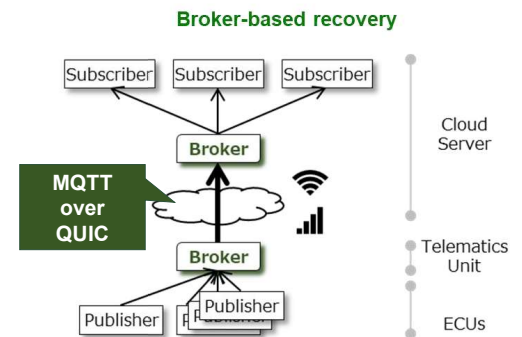 Broker-based recovery
Subscriber Subscriber Subscriber
Cloud
Server
Broker
MQTT
over
QUIC
Telematics
Unit
Broker
Publisher
Publisher
ECUs